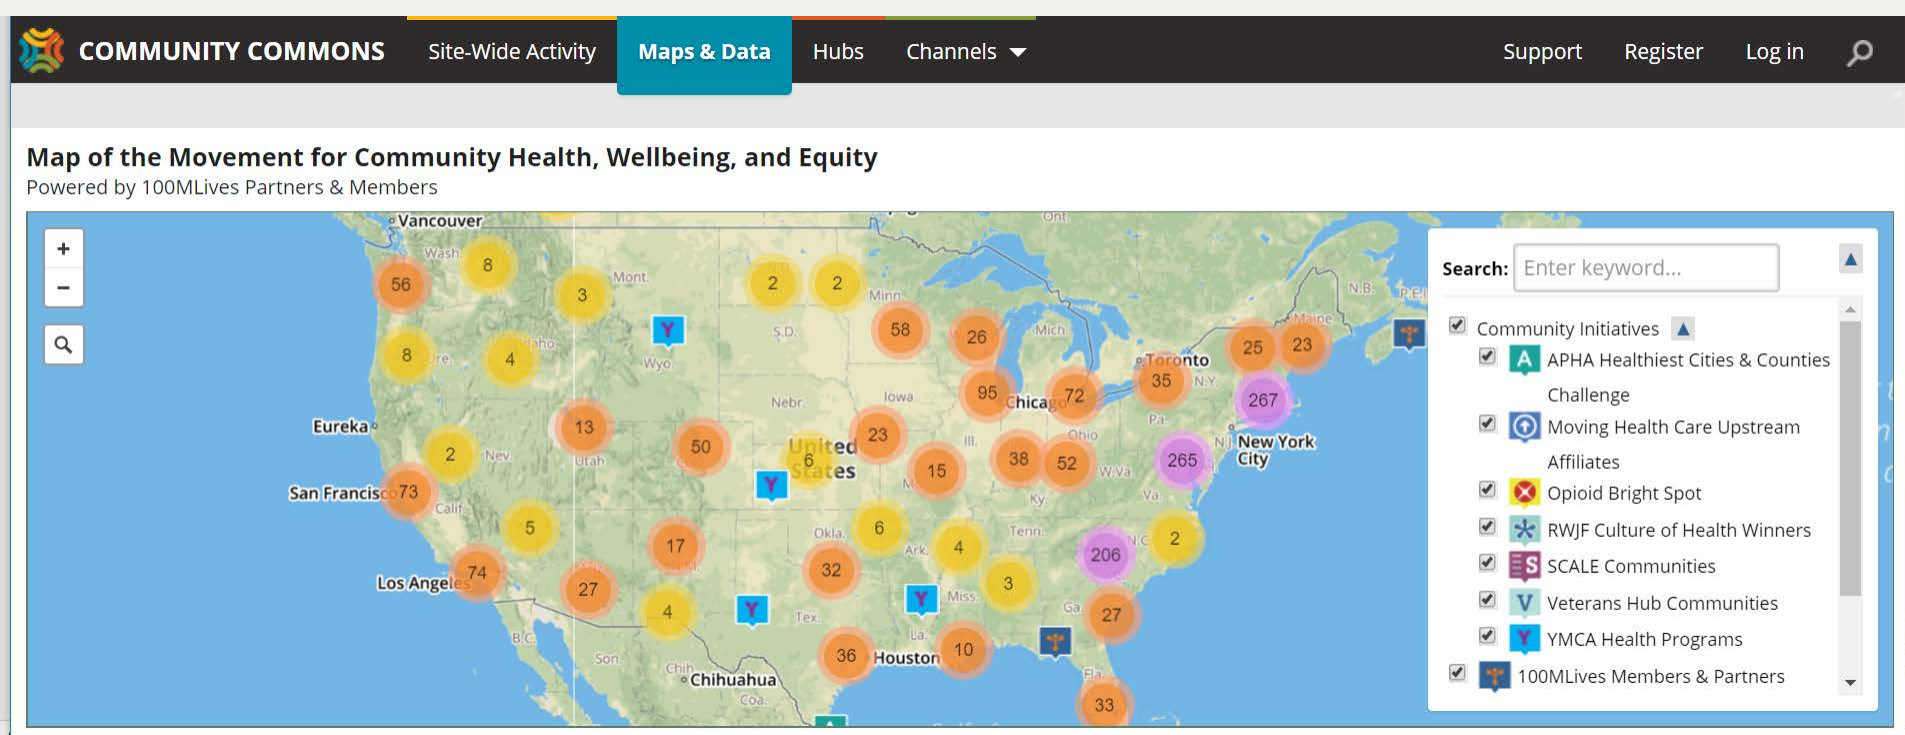 COMMUNITY COMMONS
Site-Wide Activity
Maps & Data
Hubs
Channels
Support
Register
Log in
Map of the Movement for Community Health, Wellbeing, and Equity
Powered by 100MLives Partners & Members
+
−
Search:
Enter keyword...
Community Initiatives
A
APHA Healthiest Cities & Counties
Challenge
Moving Health Care Upstream
Affiliates
Opioid Bright Spot
RWJF Culture of Health Winners
S
SCALE Communities
V
Veterans Hub Communities
Y
YMCA Health Programs
100MLives Members & Partners
Vancouver
Ont.
Wash.
8
56
3
Mont.
2
2
Minn.
N.B.
P.E.I.
Maine
Y
S.D.
58
26
Mich.
25
23
8
4
Wyo.
Toronto
35
N.Y.
95
72
Chicago
267
Nebr.
Iowa
Eureka
13
50
23
Pa.
Ohio
N.J.
New York
City
2
Nev.
Utah
United
States
6
Ill.
15
38
52
W.Va.
265
San Francisco
73
Calif.
Y
Ky.
Va.
5
17
Okla.
6
Ark.
4
Tenn.
206
N.C.
2
Los Angeles
74
27
32
3
4
Y
Tex.
Y
Miss.
Ga.
27
B.C.
Son.
Chih.
Chihuahua
Coa.
36
Houston
La.
10
Fla.
33